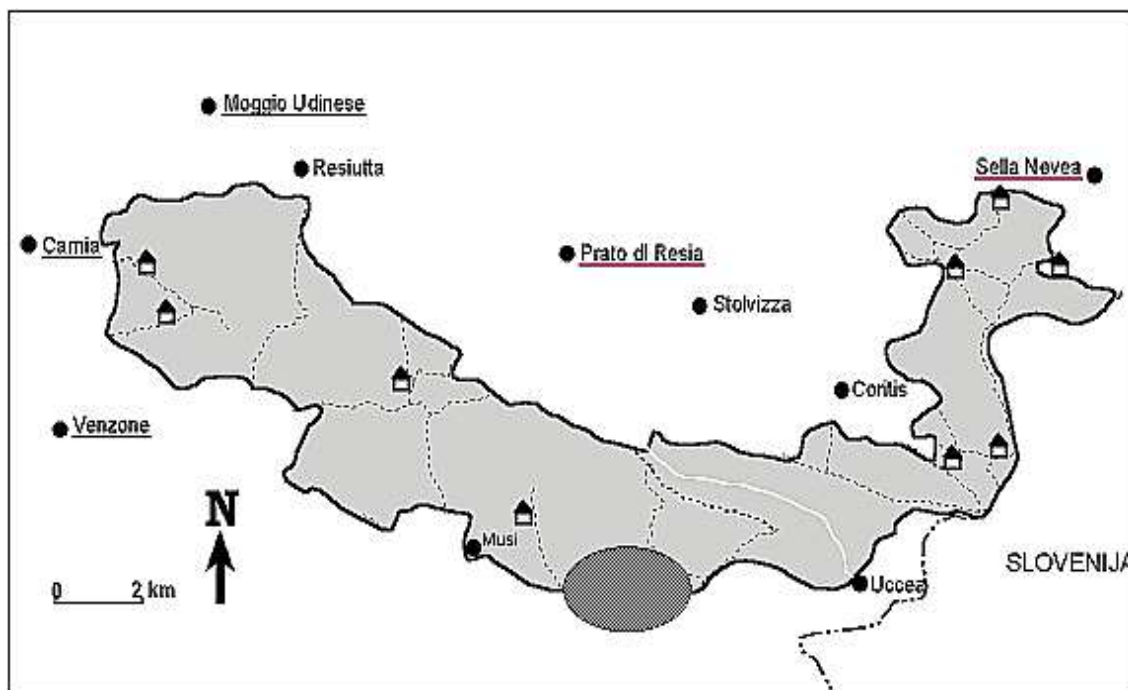 Moggio Udinese
Resiutta
Sella Nevea
Carnia
Prato di Resia
Stolvizza
Coritis
Venzone
N
Musi
SLOVENIJA
0 2 km
Uccea